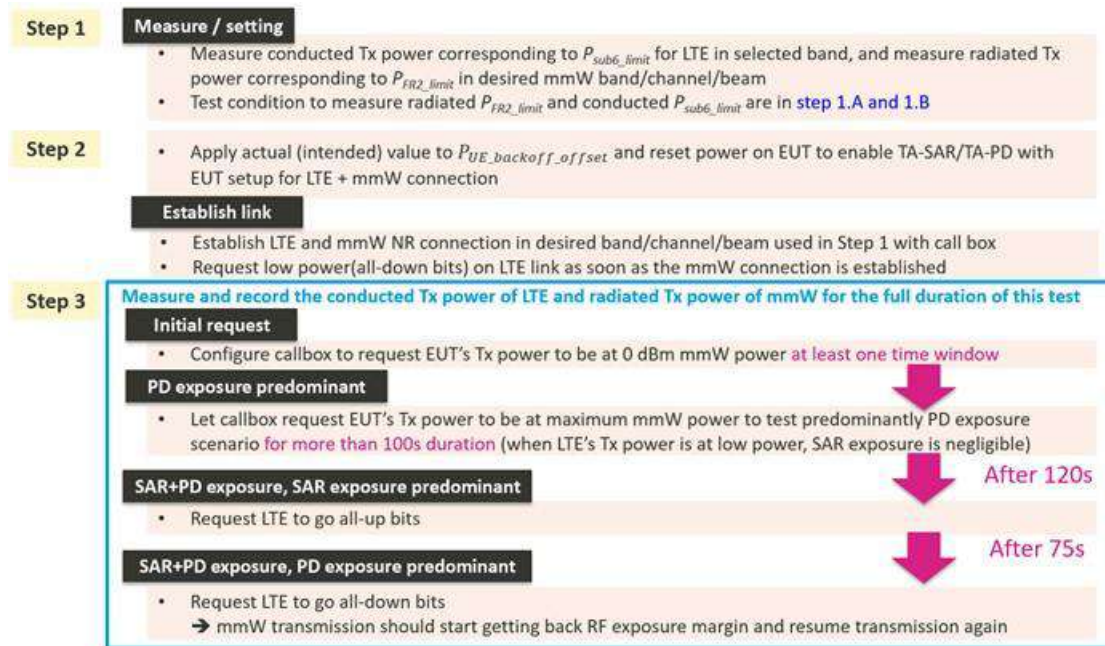 Step 1
Measure / setting
• Measure conducted Tx power corresponding to P_sub6_limit for LTE in selected band, and measure radiated Tx
power corresponding to P_FR2_limit in desired mmW band/channel/beam
• Test condition to measure radiated P_FR2_limit and conducted P_sub6_limit are in step 1.A and 1.B
Step 2
• Apply actual (intended) value to P_UE_backoff_offset and reset power on EUT to enable TA-SAR/TA-PD with
EUT setup for LTE + mmW connection
Establish link
• Establish LTE and mmW NR connection in desired band/channel/beam used in Step 1 with call box
• Request low power(all-down bits) on LTE link as soon as the mmW connection is established
Step 3
Measure and record the conducted Tx power of LTE and radiated Tx power of mmW for the full duration of this test
Initial request
• Configure callbox to request EUT's Tx power to be at 0 dBm mmW power at least one time window
PD exposure predominant
• Let callbox request EUT's Tx power to be at maximum mmW power to test predominantly PD exposure
scenario for more than 100s duration (when LTE's Tx power is at low power, SAR exposure is negligible)
After 120s
SAR+PD exposure, SAR exposure predominant
• Request LTE to go all-up bits
After 75s
SAR+PD exposure, PD exposure predominant
• Request LTE to go all-down bits
➔ mmW transmission should start getting back RF exposure margin and resume transmission again